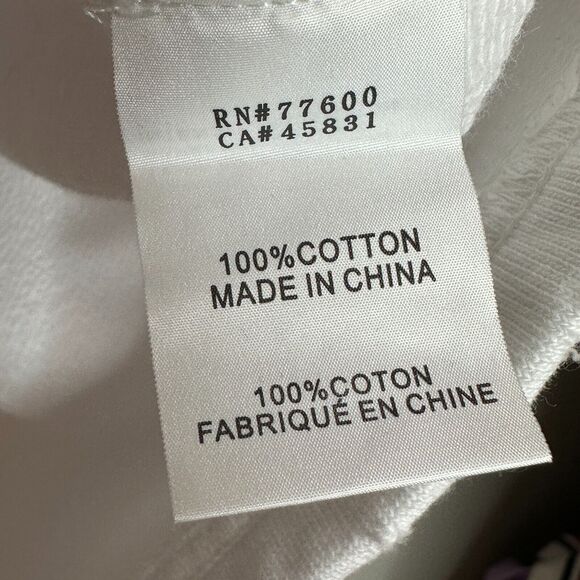 RN#77600
CA#45831
100%COTTON
MADE IN CHINA
100%COTON
FABRIQUÉ EN CHINE